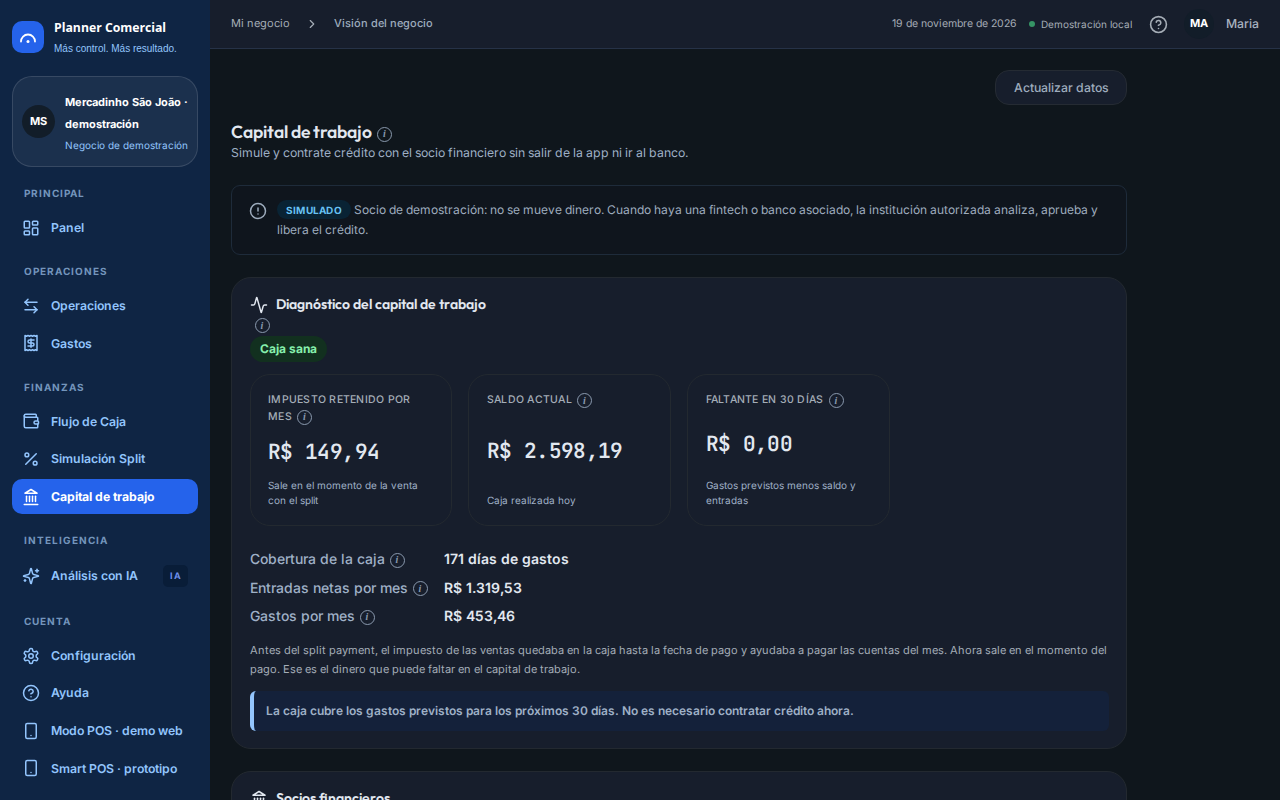 Planner Comercial
Más control. Más resultado.
MS
Mercadinho São João ·
demostración
Negocio de demostración
PRINCIPAL
Panel
OPERACIONES
Operaciones
Gastos
FINANZAS
Flujo de Caja
Simulación Split
Capital de trabajo
INTELIGENCIA
Análisis con IA
IA
CUENTA
Configuración
Ayuda
Modo POS · demo web
Smart POS · prototipo
Mi negocio
Visión del negocio
19 de noviembre de 2026
Demostración local
MA
Maria
Actualizar datos
Capital de trabajo
Simule y contrate crédito con el socio financiero sin salir de la app ni ir al banco.
SIMULADO Socio de demostración: no se mueve dinero. Cuando haya una fintech o banco asociado, la institución autorizada analiza, aprueba y
libera el crédito.
Diagnóstico del capital de trabajo
Caja sana
IMPUESTO RETENIDO POR
MES
R$ 149,94
Sale en el momento de la venta
con el split
SALDO ACTUAL
R$ 2.598,19
Caja realizada hoy
FALTANTE EN 30 DÍAS
R$ 0,00
Gastos previstos menos saldo y
entradas
Cobertura de la caja 171 días de gastos
Entradas netas por mes R$ 1.319,53
Gastos por mes R$ 453,46
Antes del split payment, el impuesto de las ventas quedaba en la caja hasta la fecha de pago y ayudaba a pagar las cuentas del mes. Ahora sale en el momento del
pago. Ese es el dinero que puede faltar en el capital de trabajo.
La caja cubre los gastos previstos para los próximos 30 días. No es necesario contratar crédito ahora.
Socios financieros